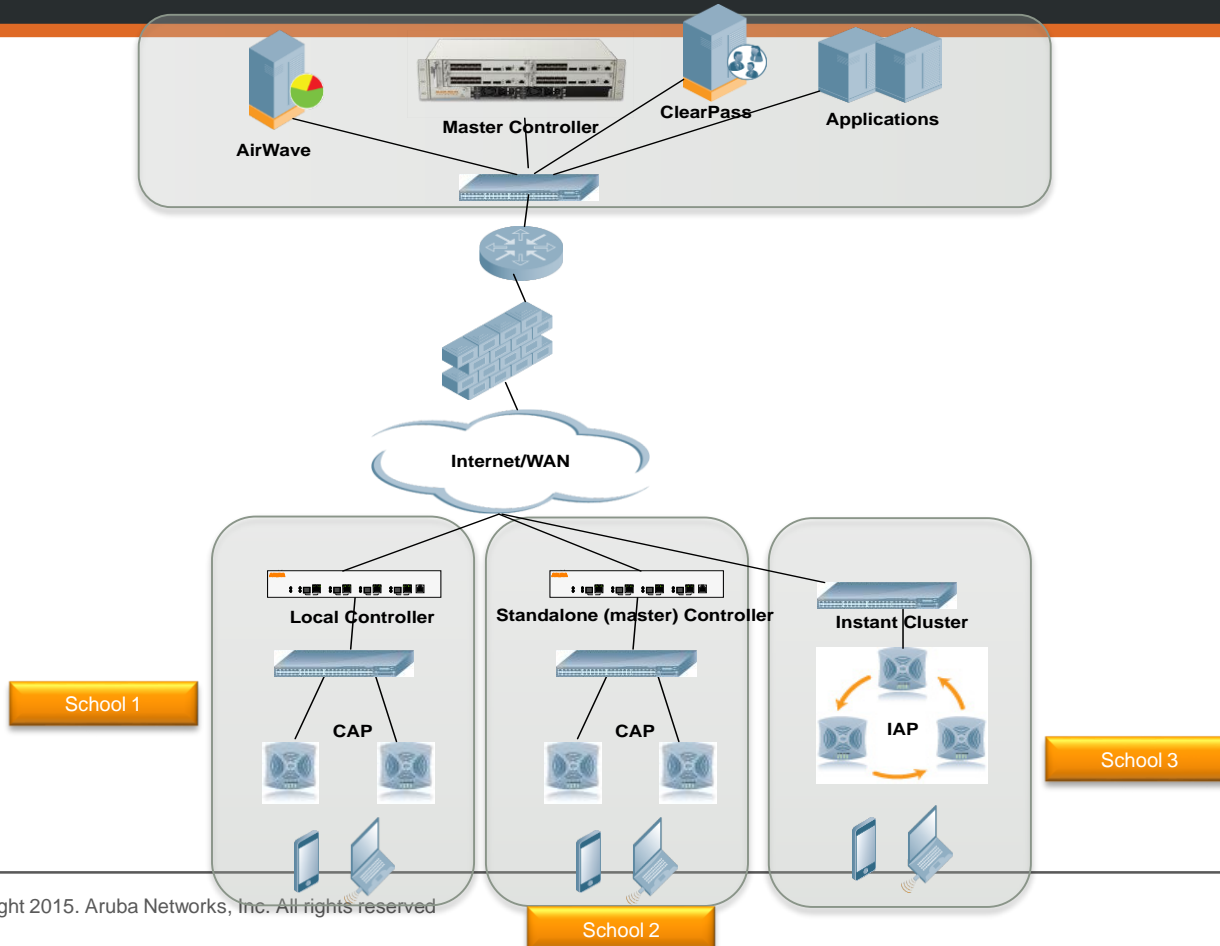 AirWave
Master Controller
ClearPass
Applications
Internet/WAN
Local Controller
Standalone (master) Controller
Instant Cluster
School 1
CAP
CAP
IAP
School 3
ght 2015. Aruba Networks, Inc. All rights reserved
School 2